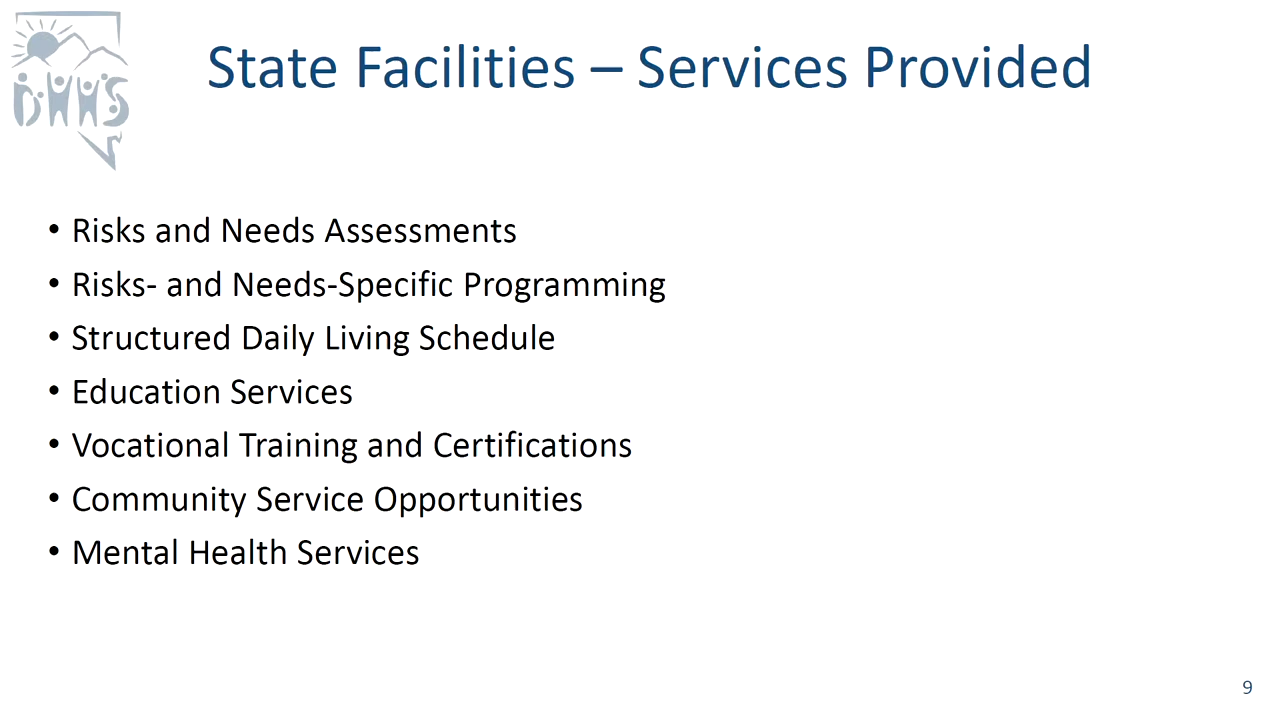 DHHS
State Facilities – Services Provided
• Risks and Needs Assessments
• Risks- and Needs-Specific Programming
• Structured Daily Living Schedule
• Education Services
• Vocational Training and Certifications
• Community Service Opportunities
• Mental Health Services
9